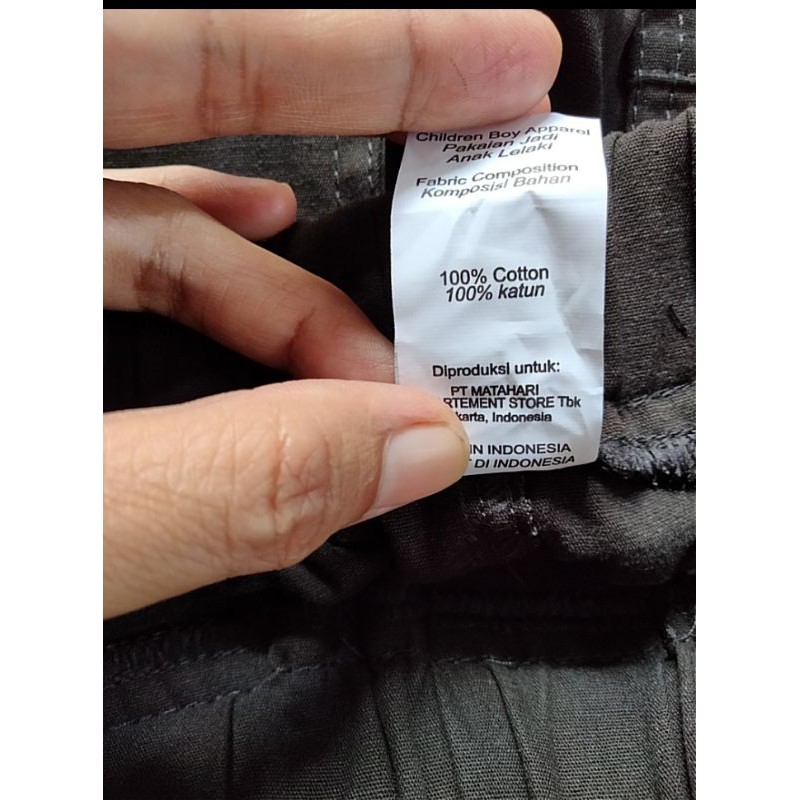 Children Boy Apparel
Pakaian Jadi
Anak Lelaki
Fabric Composition
Komposisi Bahan
100% Cotton
100% katun
Diproduksi untuk:
PT MATAHARI
STORE Tbk
Indonesia
IN INDONESIA
DI INDONESIA